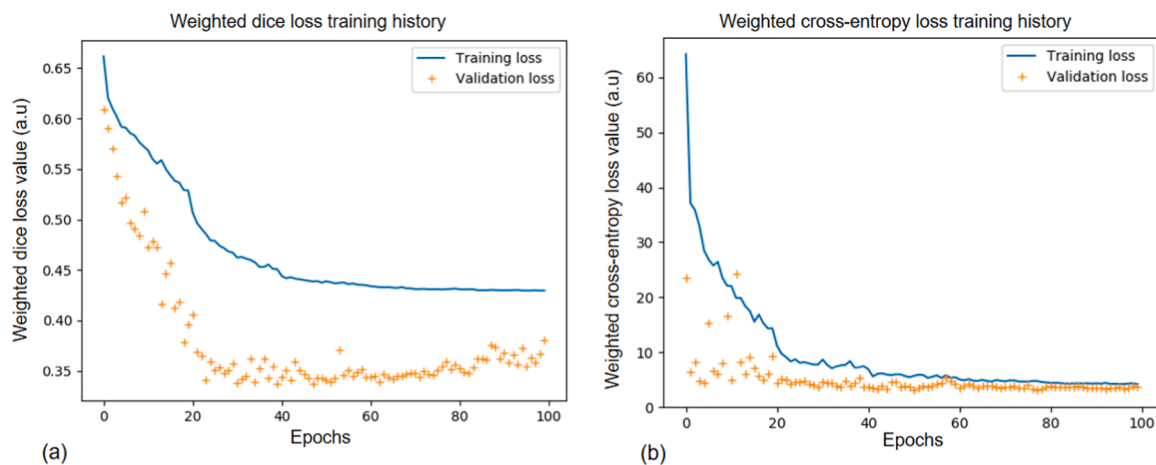 Weighted dice loss training history
Training loss
Validation loss
Weighted dice loss value (a.u)
0.65
0.60
0.55
0.50
0.45
0.40
0.35
0
20
40
60
80
100
Epochs
(a)
Weighted cross-entropy loss training history
Training loss
Validation loss
Weighted cross-entropy loss value (a.u)
60
50
40
30
20
10
0
0
20
40
60
80
100
Epochs
(b)